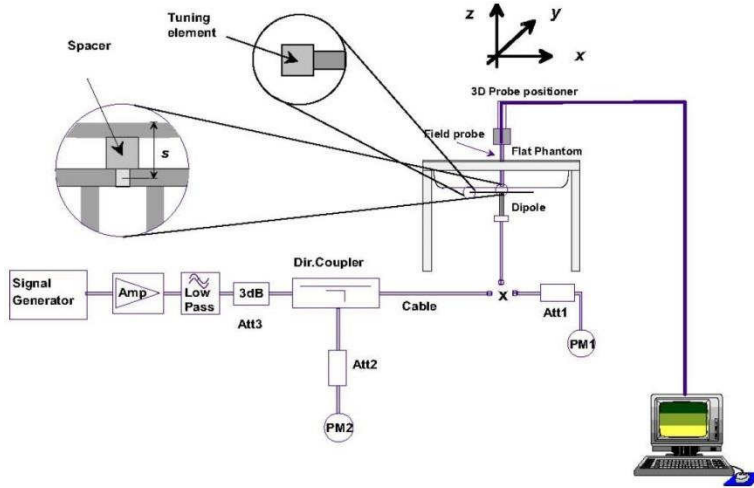 Tuning
element
Spacer
s
z
y
x
3D Probe positioner
Field probe
Flat Phantom
Dipole
Signal
Generator
Amp
Low
Pass
3dB
Att3
Dir.Coupler
Cable
x
Att1
PM1
Att2
PM2